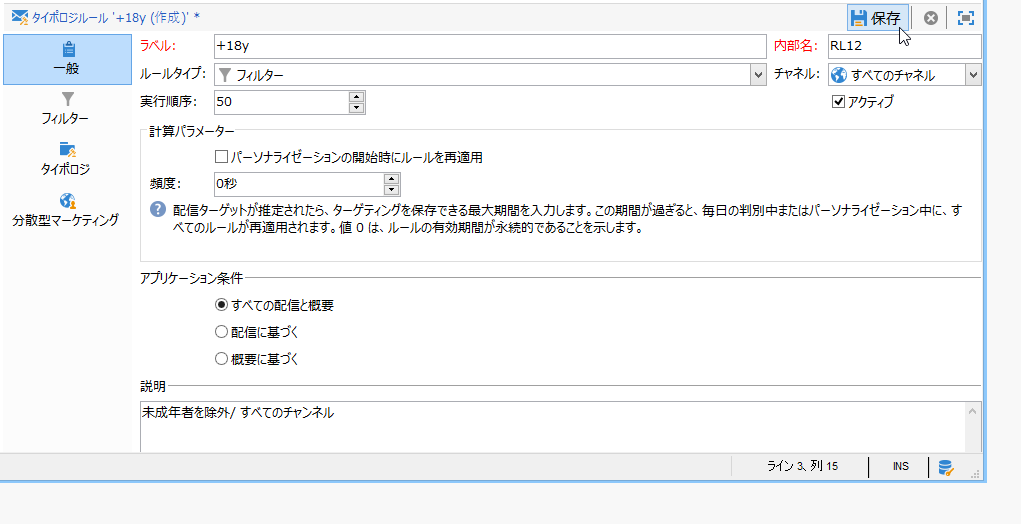 タイポロジルール '+18y (作成)' *
保存
一般
フィルター
タイポロジ
分散型マーケティング
ラベル: +18y 内部名: RL12
ルールタイプ: フィルター チャネル: すべてのチャネル
実行順序: 50 アクティブ
計算パラメーター
パーソナライゼーションの開始時にルールを再適用
頻度: 0秒
配信ターゲットが推定されたら、ターゲティングを保存できる最大期間を入力します。この期間が過ぎると、毎日の判別中またはパーソナライゼーション中に、す
べてのルールが再適用されます。値 0 は、ルールの有効期間が永続的であることを示します。
アプリケーション条件
すべての配信と概要
配信に基づく
概要に基づく
説明
未成年者を除外/ すべてのチャンネル
ライン 3、列 15 INS